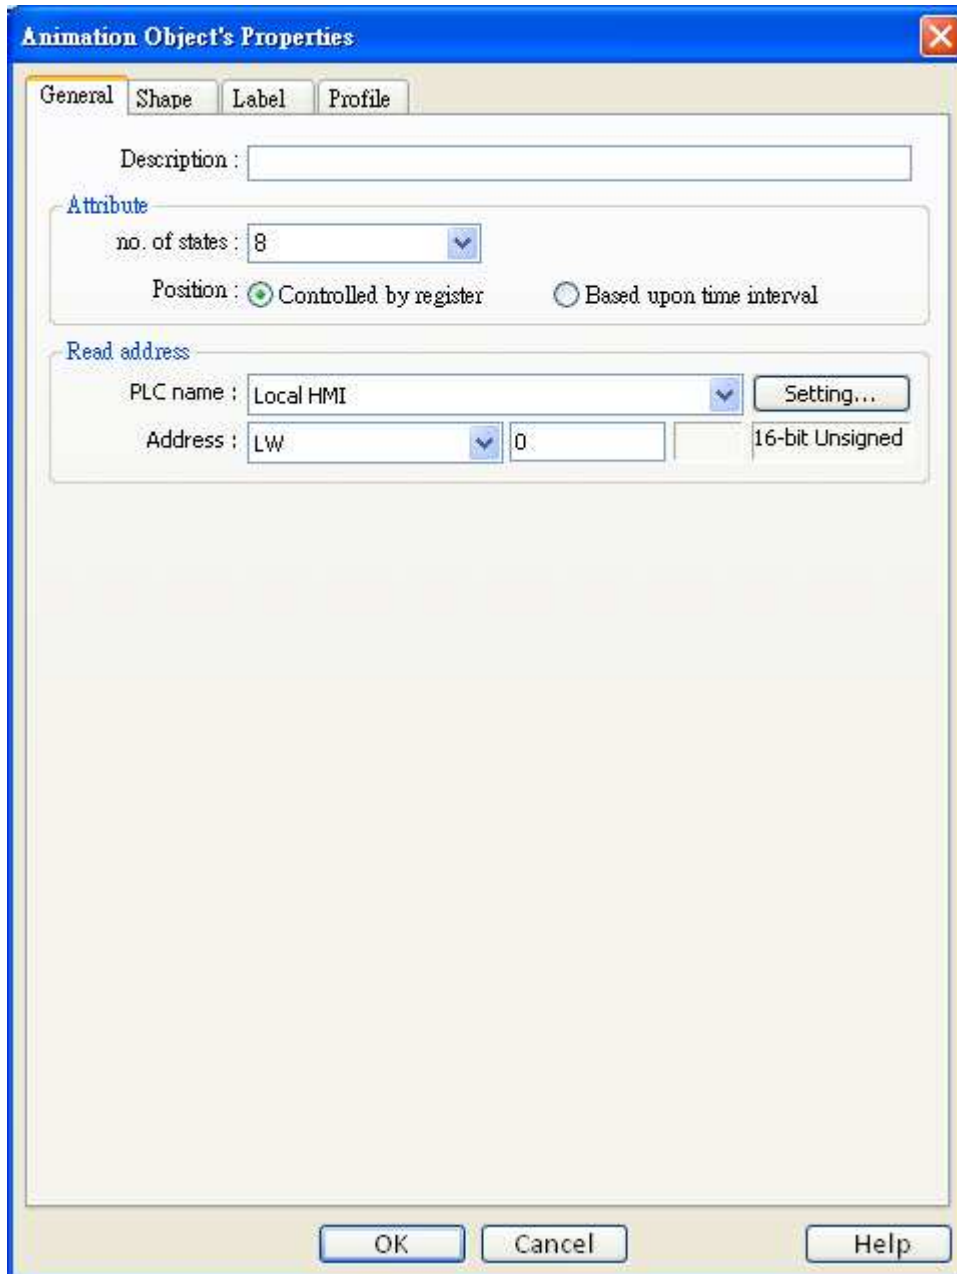 Animation Object's Properties
General Shape Label Profile
Description :
Attribute
no. of states : 8
Position : Controlled by register Based upon time interval
Read address
PLC name : Local HMI Setting...
Address : LW 0 16-bit Unsigned
OK Cancel Help